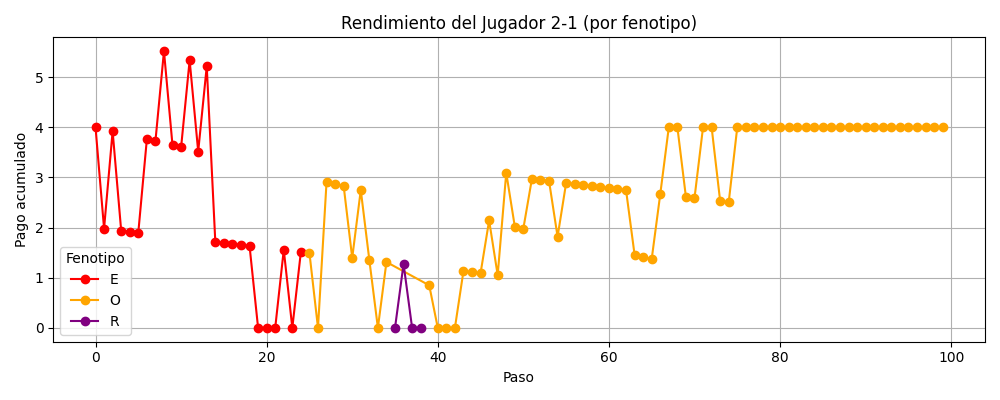 Rendimiento del Jugador 2-1 (por fenotipo)
Pago acumulado
5
4
3
2
1
0
Fenotipo
E
O
R
0 20 40 60 80 100
Paso